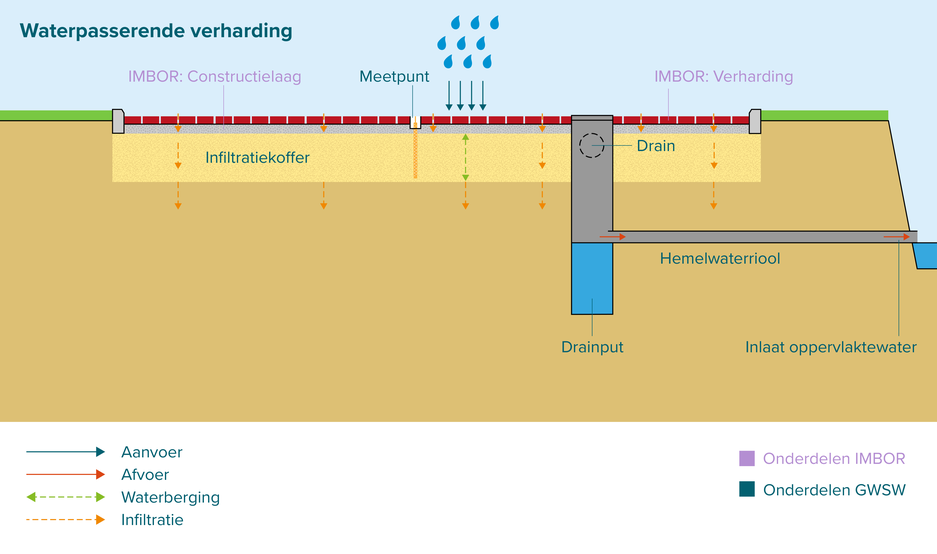 Waterpasserende verharding
IMBOR: Constructielaag
Meetpunt
IMBOR: Verharding
Infiltratiekoffer
Drain
Hemelwaterriool
Drainput
Inlaat oppervlaktewater
Aanvoer
Afvoer
Waterberging
Infiltratie
Onderdelen IMBOR
Onderdelen GWSW